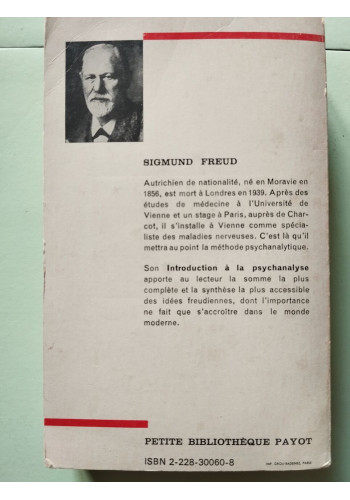 SIGMUND FREUD
Autrichien de nationalité, né en Moravie en
1856, est mort à Londres en 1939. Après des
études de médecine à l'Université de
Vienne et un stage à Paris, auprès de Char-
cot, il s'installe à Vienne comme spécia-
liste des maladies nerveuses. C'est là qu'il
mettra au point la méthode psychanalytique.
Son Introduction à la psychanalyse
apporte au lecteur la somme la plus
complète et la synthèse la plus accessible
des idées freudiennes, dont l'importance
ne fait que s'accroître dans le monde
moderne.
PETITE BIBLIOTHÈQUE PAYOT
ISBN 2-228-30060-8